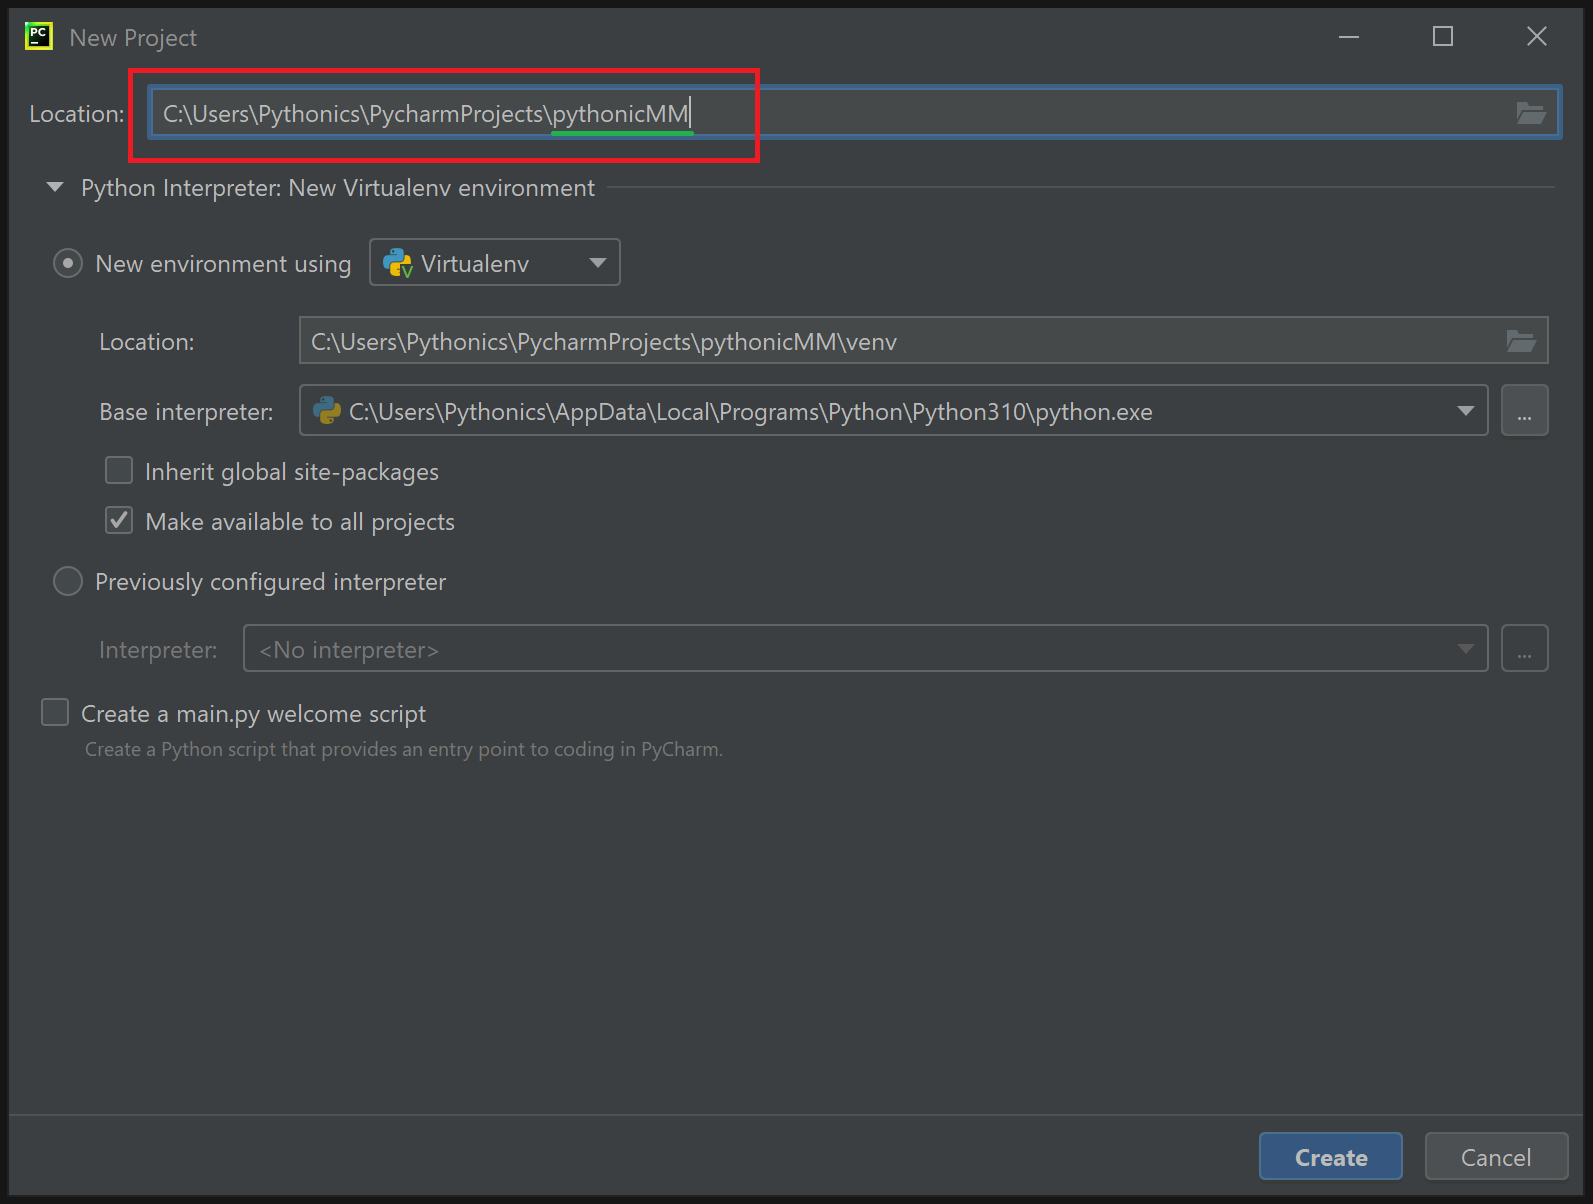 PC
New Project
Location: C:\Users\Pythonics\PycharmProjects\pythonicMM
Python Interpreter: New Virtualenv environment
New environment using V Virtualenv
Location: C:\Users\Pythonics\PycharmProjects\pythonicMM\venv
Base interpreter: C:\Users\Pythonics\AppData\Local\Programs\Python\Python310\python.exe ...
Inherit global site-packages
Make available to all projects
Previously configured interpreter
Interpreter: <No interpreter> ...
Create a main.py welcome script
Create a Python script that provides an entry point to coding in PyCharm.
Create Cancel